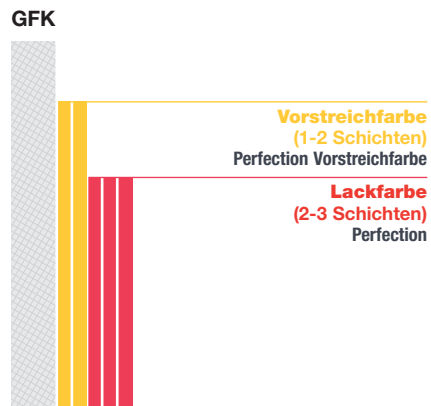 GFK
Vorstreichfarbe
(1-2 Schichten)
Perfection Vorstreichfarbe
Lackfarbe
(2-3 Schichten)
Perfection